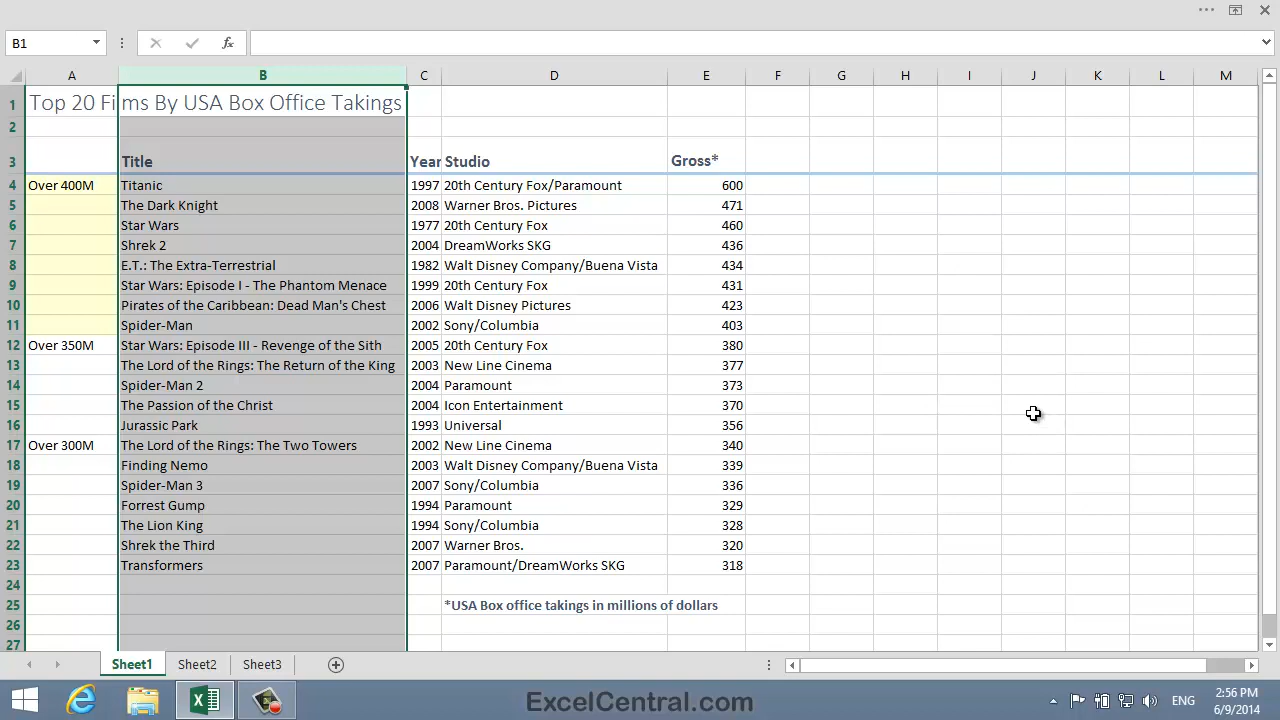 B1
fx
A B C D E F G H I J K L M
1 Top 20 Films By USA Box Office Takings
2
3 Title Year Studio Gross*
4 Over 400M Titanic 1997 20th Century Fox/Paramount 600
5 The Dark Knight 2008 Warner Bros. Pictures 471
6 Star Wars 1977 20th Century Fox 460
7 Shrek 2 2004 DreamWorks SKG 436
8 E.T.: The Extra-Terrestrial 1982 Walt Disney Company/Buena Vista 434
9 Star Wars: Episode I - The Phantom Menace 1999 20th Century Fox 431
10 Pirates of the Caribbean: Dead Man's Chest 2006 Walt Disney Pictures 423
11 Spider-Man 2002 Sony/Columbia 403
12 Over 350M Star Wars: Episode III - Revenge of the Sith 2005 20th Century Fox 380
13 The Lord of the Rings: The Return of the King 2003 New Line Cinema 377
14 Spider-Man 2 2004 Paramount 373
15 The Passion of the Christ 2004 Icon Entertainment 370
16 Jurassic Park 1993 Universal 356
17 Over 300M The Lord of the Rings: The Two Towers 2002 New Line Cinema 340
18 Finding Nemo 2003 Walt Disney Company/Buena Vista 339
19 Spider-Man 3 2007 Sony/Columbia 336
20 Forrest Gump 1994 Paramount 329
21 The Lion King 1994 Sony/Columbia 328
22 Shrek the Third 2007 Warner Bros. 320
23 Transformers 2007 Paramount/DreamWorks SKG 318
24
25 *USA Box office takings in millions of dollars
26
27
Sheet1 Sheet2 Sheet3
ExcelCentral.com
ENG
2:56 PM
6/9/2014